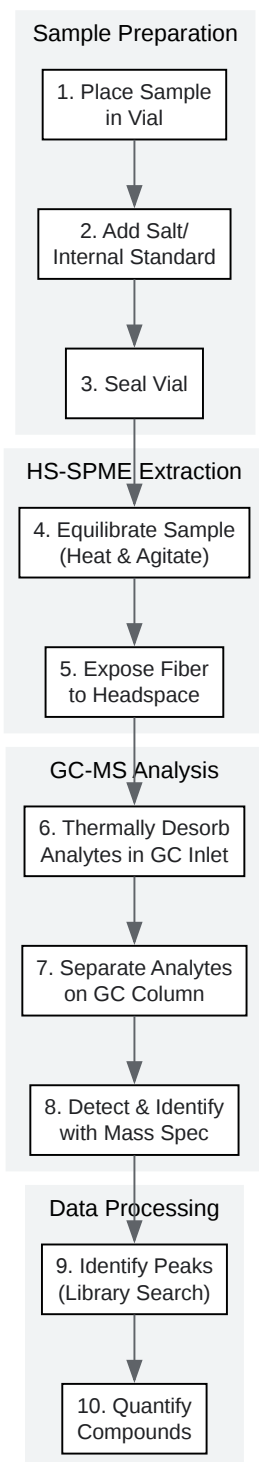 Sample Preparation
1. Place Sample
in Vial
2. Add Salt/
Internal Standard
3. Seal Vial
HS-SPME Extraction
4. Equilibrate Sample
(Heat & Agitate)
5. Expose Fiber
to Headspace
GC-MS Analysis
6. Thermally Desorb
Analytes in GC Inlet
7. Separate Analytes
on GC Column
8. Detect & Identify
with Mass Spec
Data Processing
9. Identify Peaks
(Library Search)
10. Quantify
Compounds